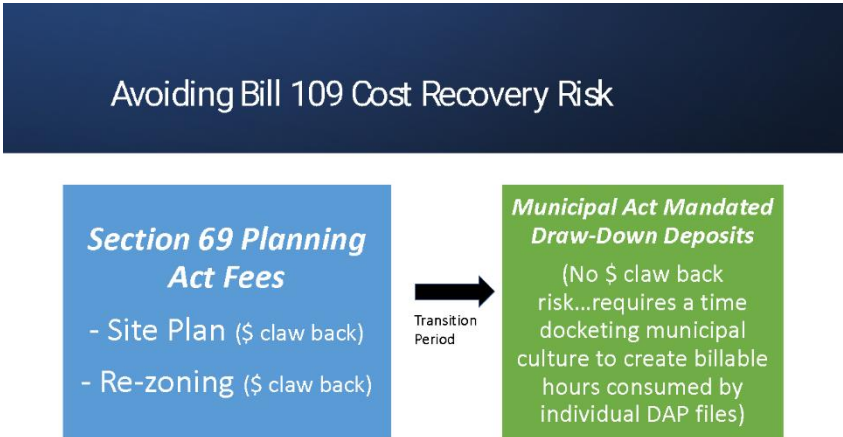 Avoiding Bill 109 Cost Recovery Risk
Section 69 Planning
Act Fees
- Site Plan ($ claw back)
- Re-zoning ($ claw back)
Transition
Period
Municipal Act Mandated
Draw-Down Deposits
(No $ claw back
risk...requires a time
docketing municipal
culture to create billable
hours consumed by
individual DAP files)